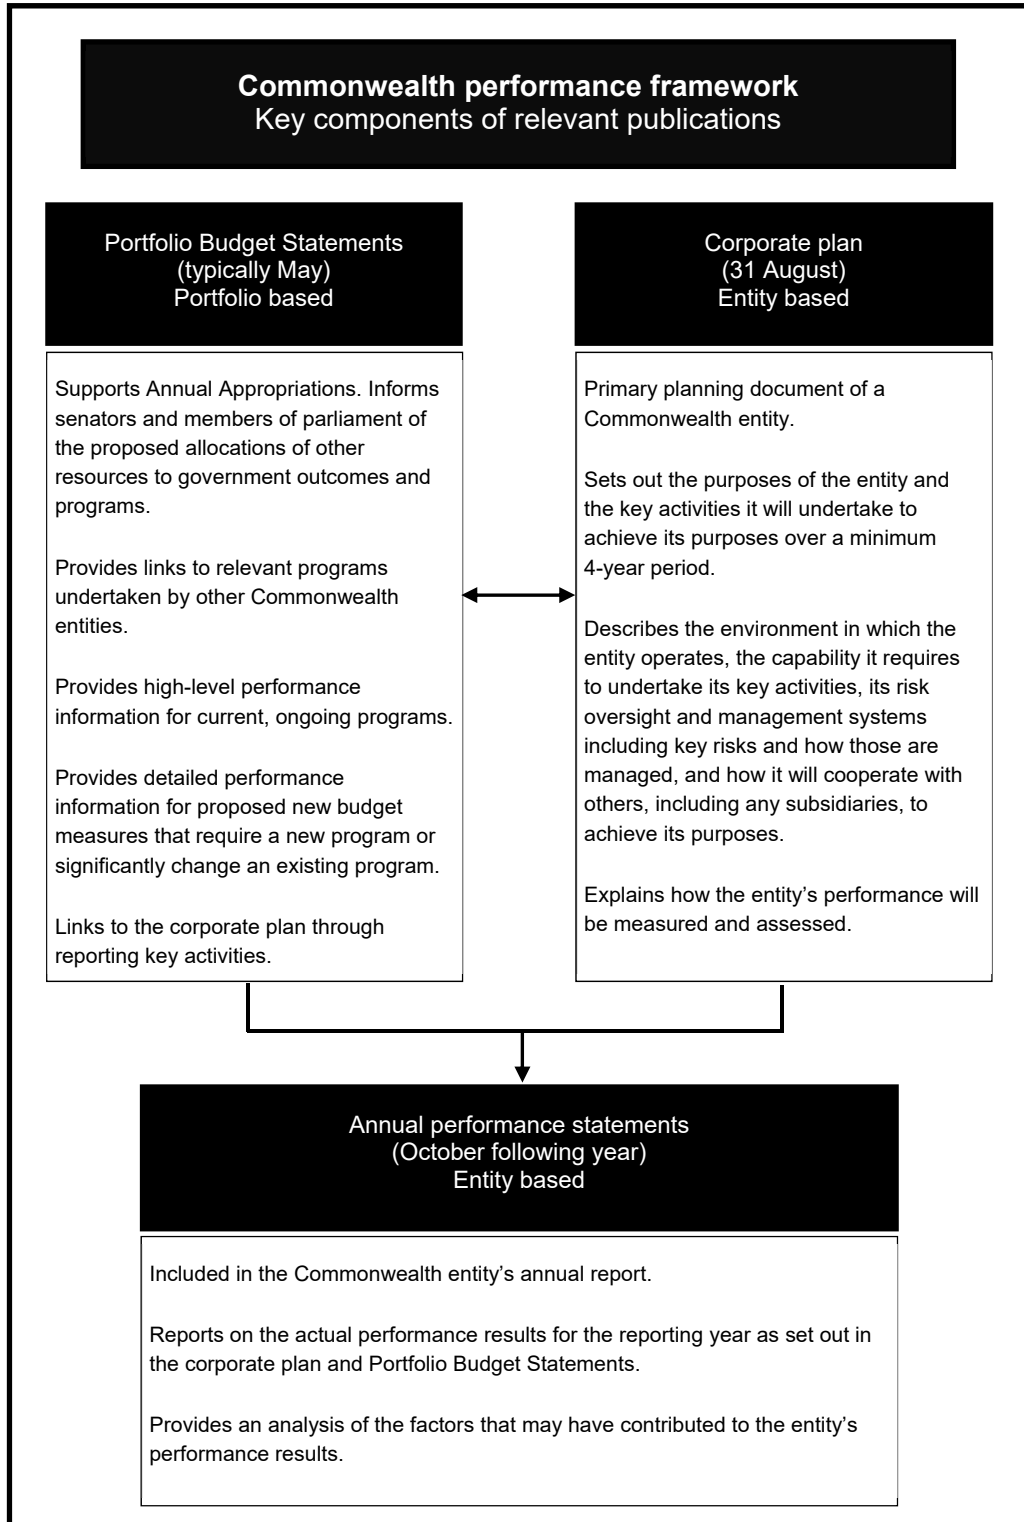 Commonwealth performance framework
Key components of relevant publications
Portfolio Budget Statements
(typically May)
Portfolio based
Supports Annual Appropriations. Informs
senators and members of parliament of
the proposed allocations of other
resources to government outcomes and
programs.
Provides links to relevant programs
undertaken by other Commonwealth
entities.
Provides high-level performance
information for current, ongoing programs.
Provides detailed performance
information for proposed new budget
measures that require a new program or
significantly change an existing program.
Links to the corporate plan through
reporting key activities.
Corporate plan
(31 August)
Entity based
Primary planning document of a
Commonwealth entity.
Sets out the purposes of the entity and
the key activities it will undertake to
achieve its purposes over a minimum
4-year period.
Describes the environment in which the
entity operates, the capability it requires
to undertake its key activities, its risk
oversight and management systems
including key risks and how those are
managed, and how it will cooperate with
others, including any subsidiaries, to
achieve its purposes.
Explains how the entity’s performance will
be measured and assessed.
Annual performance statements
(October following year)
Entity based
Included in the Commonwealth entity’s annual report.
Reports on the actual performance results for the reporting year as set out in
the corporate plan and Portfolio Budget Statements.
Provides an analysis of the factors that may have contributed to the entity’s
performance results.